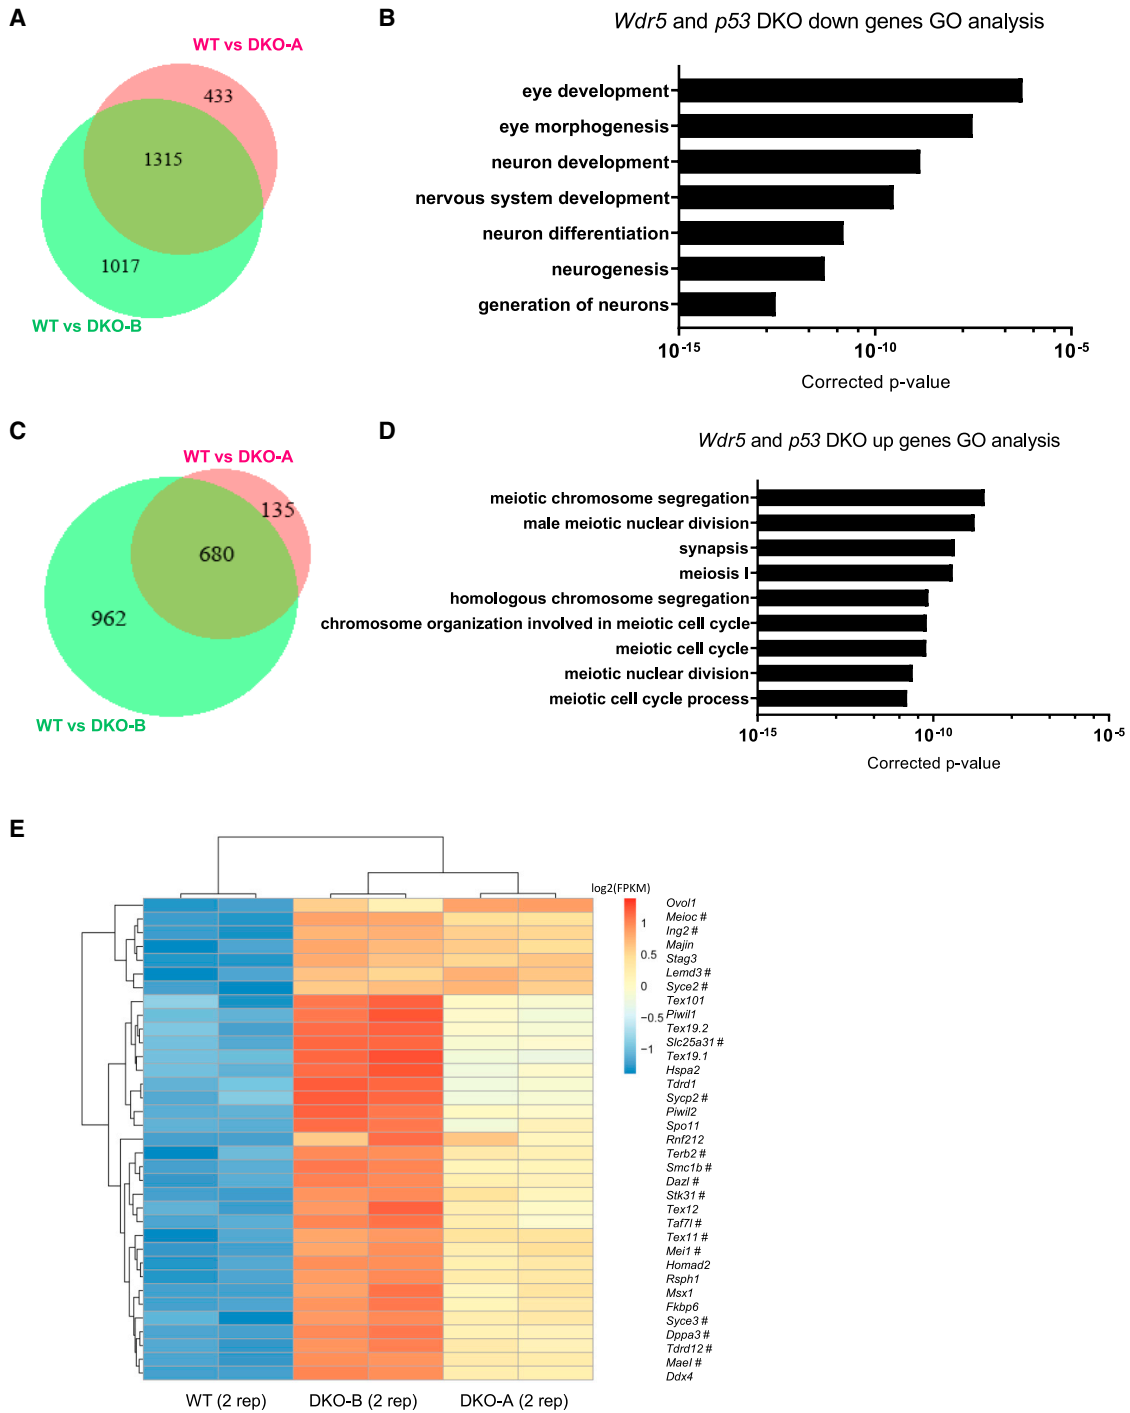 A
WT vs DKO-A
433
1315
1017
WT vs DKO-B
B
Wdr5 and p53 DKO down genes GO analysis
eye development
eye morphogenesis
neuron development
nervous system development
neuron differentiation
neurogenesis
generation of neurons
10-15 10-10 10-5
Corrected p-value
C
WT vs DKO-A
135
680
962
WT vs DKO-B
D
Wdr5 and p53 DKO up genes GO analysis
meiotic chromosome segregation
male meiotic nuclear division
synapsis
meiosis I
homologous chromosome segregation
chromosome organization involved in meiotic cell cycle
meiotic cell cycle
meiotic nuclear division
meiotic cell cycle process
10-15 10-10 10-5
Corrected p-value
E
log2(FPKM)
1
0.5
0
−0.5
−1
Ovol1
Meioc #
Ing2 #
Majin
Stag3
Lemd3 #
Syce2 #
Tex101
Piwil1
Tex19.2
Slc25a31 #
Tex19.1
Hspa2
Tdrd1
Sycp2 #
Piwil2
Spo11
Rnf212
Terb2 #
Smc1b #
Dazl #
Stk31 #
Tex12
Taf7l #
Tex11 #
Mei1 #
Homad2
Rsph1
Msx1
Fkbp6
Syce3 #
Dppa3 #
Tdrd12 #
Mael #
Ddx4
WT (2 rep) DKO-B (2 rep) DKO-A (2 rep)